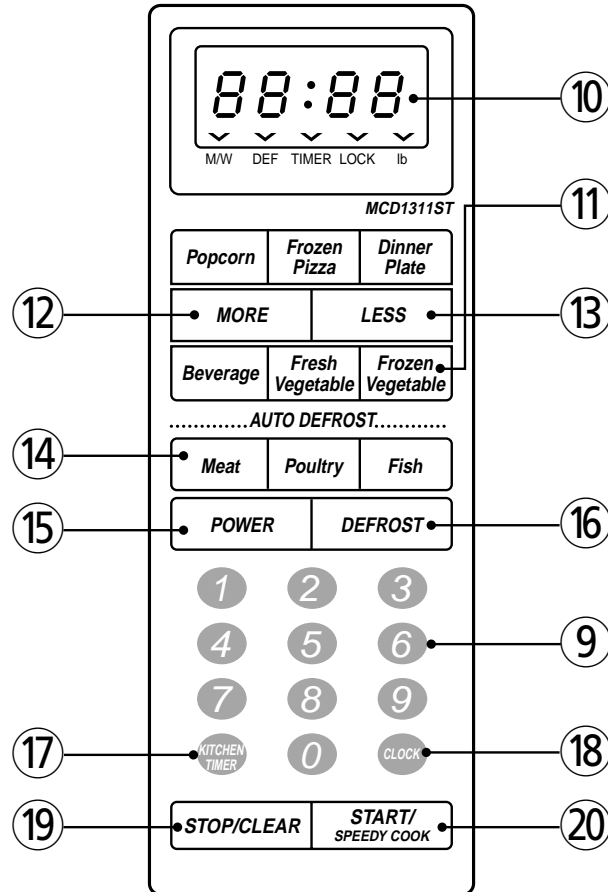 88:88
10
M/W DEF TIMER LOCK lb
MCD1311ST
11
Popcorn Frozen Pizza Dinner Plate
12 MORE LESS 13
Beverage Fresh Vegetable Frozen Vegetable
AUTO DEFROST
14 Meat Poultry Fish
15 POWER DEFROST 16
1 2 3
4 5 6 9
7 8 9
17 KITCHEN TIMER 0 CLOCK 18
19 STOP/CLEAR START/ SPEEDY COOK 20